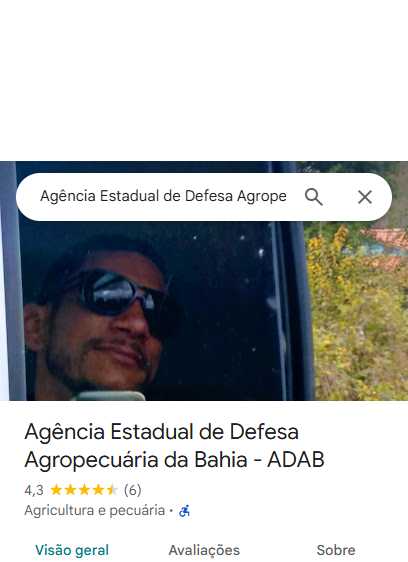 Agência Estadual de Defesa Agrope
Agência Estadual de Defesa
Agropecuária da Bahia - ADAB
4,3 (6)
Agricultura e pecuária ·
Visão geral Avaliações Sobre